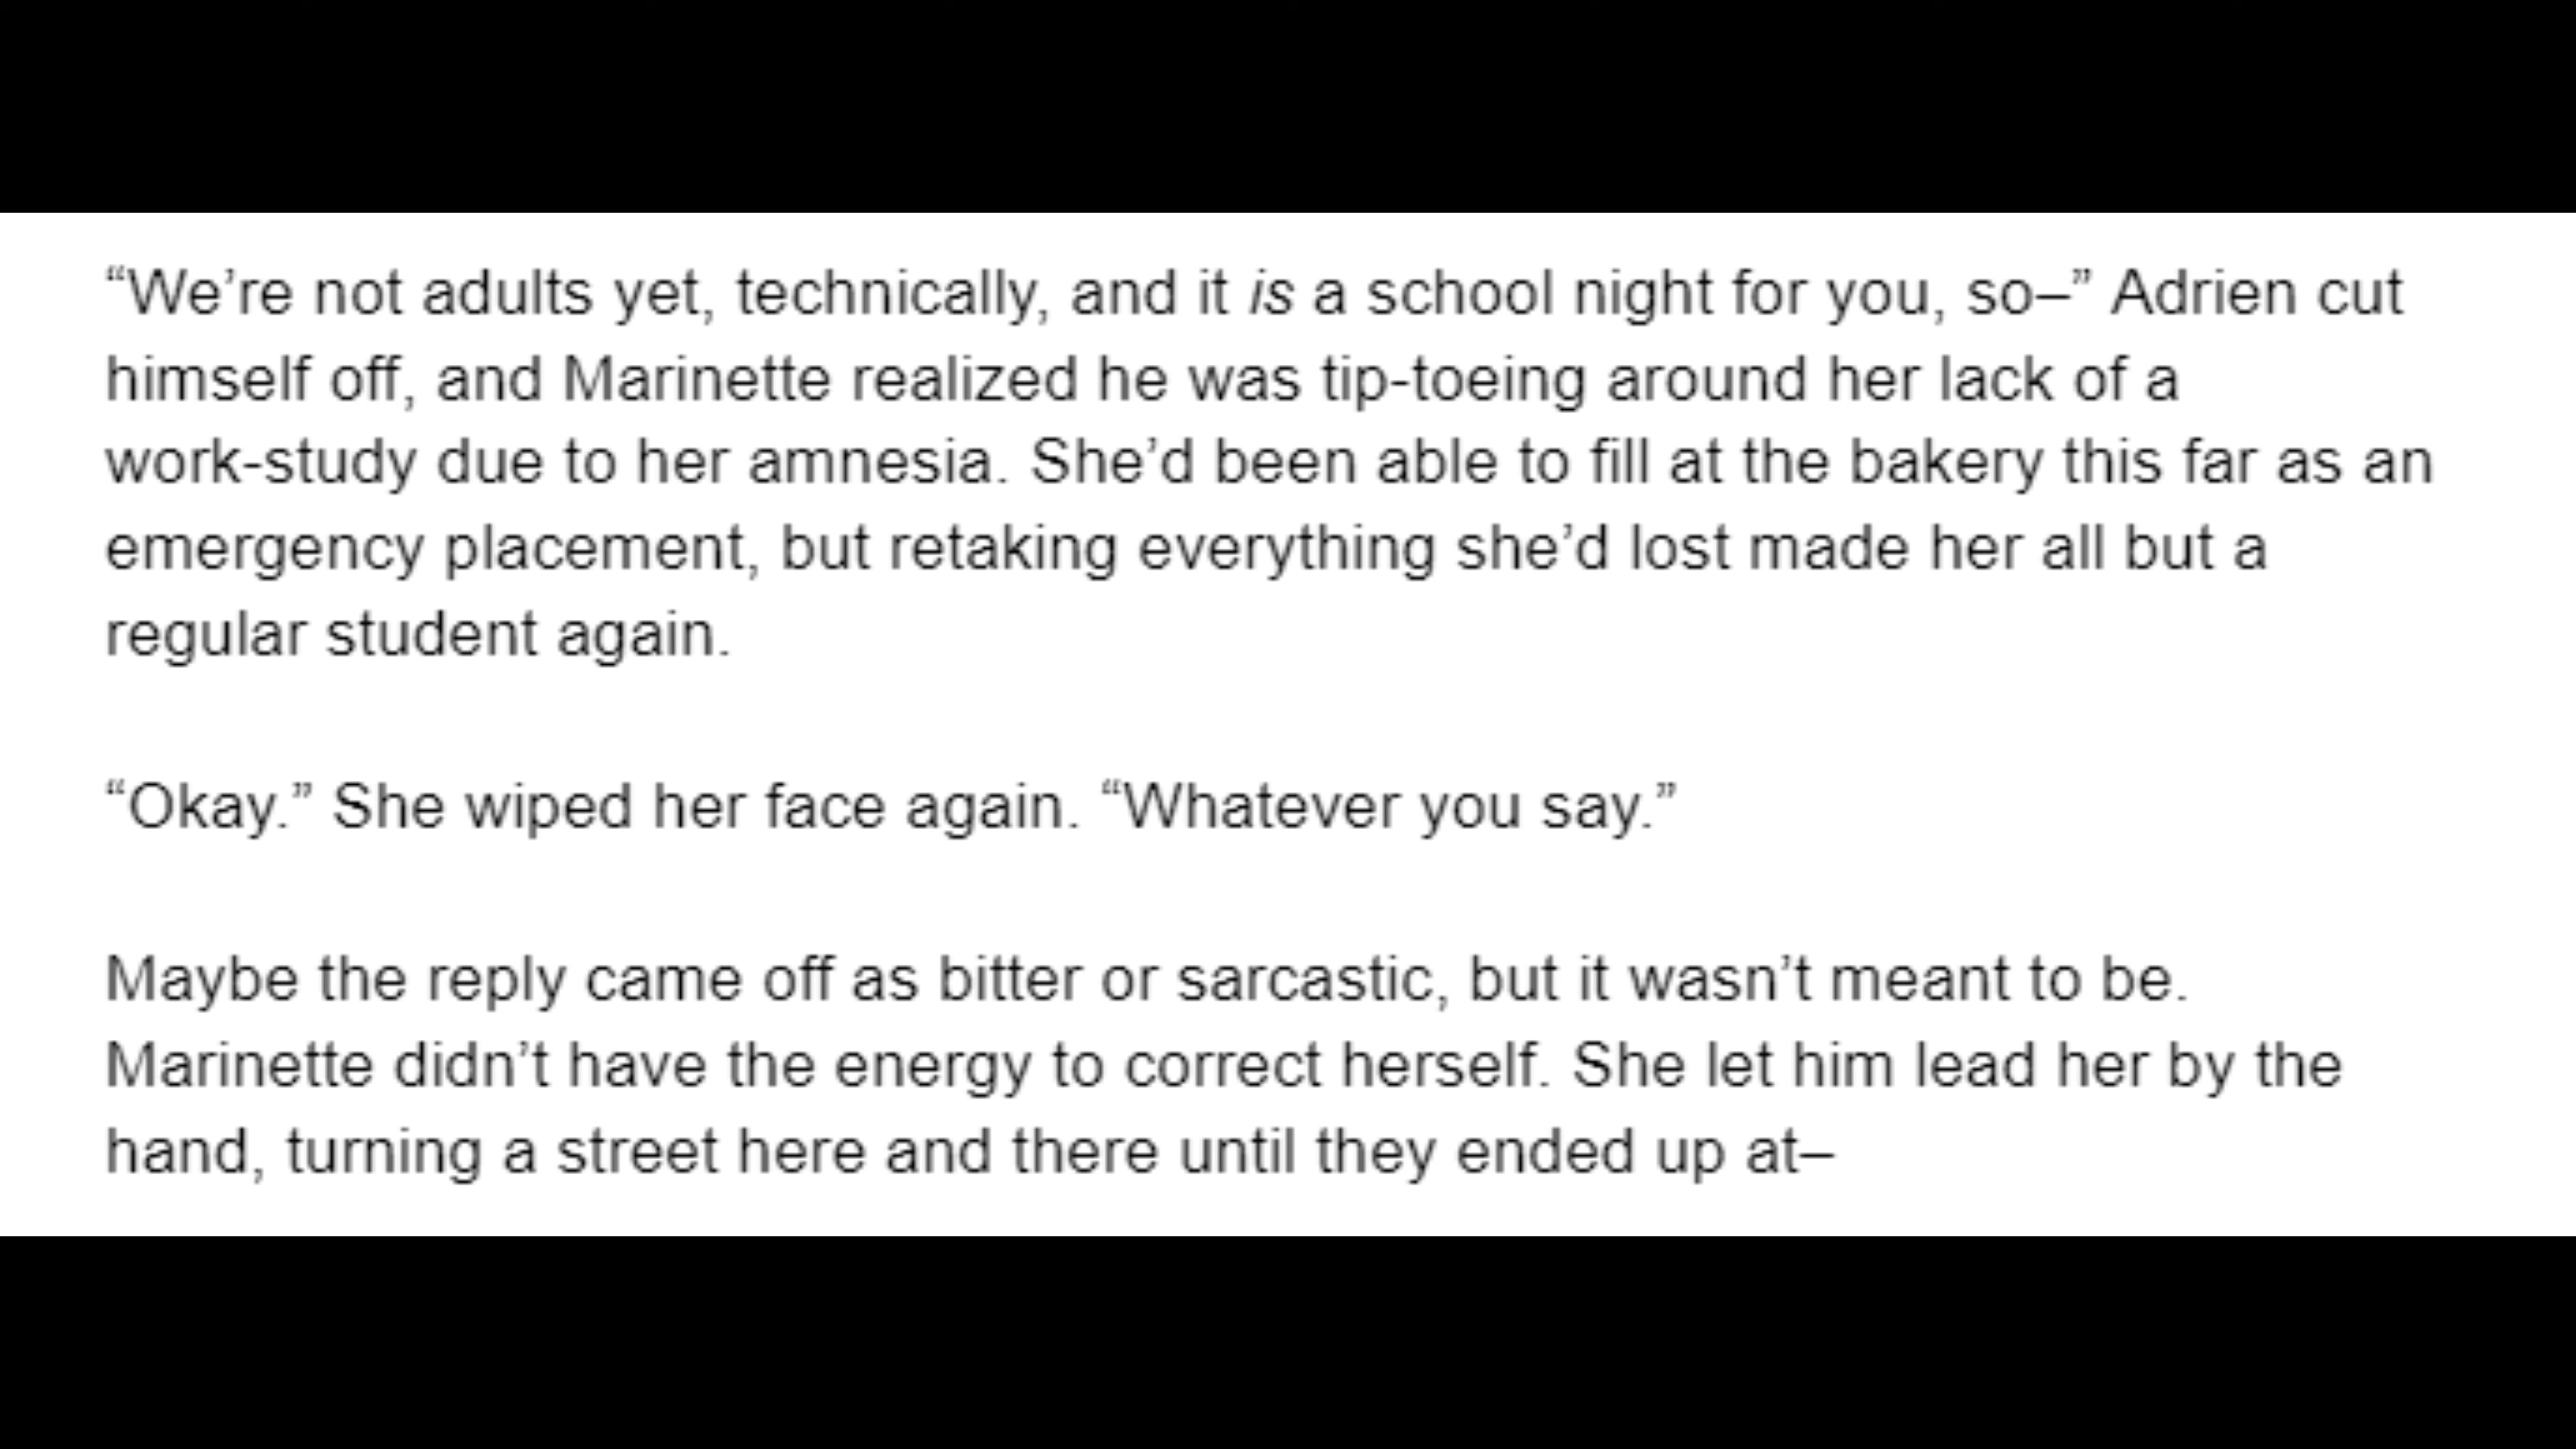 “We’re not adults yet, technically, and it is a school night for you, so–” Adrien cut
himself off, and Marinette realized he was tip-toeing around her lack of a
work-study due to her amnesia. She’d been able to fill at the bakery this far as an
emergency placement, but retaking everything she’d lost made her all but a
regular student again.
“Okay.” She wiped her face again. “Whatever you say.”
Maybe the reply came off as bitter or sarcastic, but it wasn’t meant to be.
Marinette didn’t have the energy to correct herself. She let him lead her by the
hand, turning a street here and there until they ended up at–